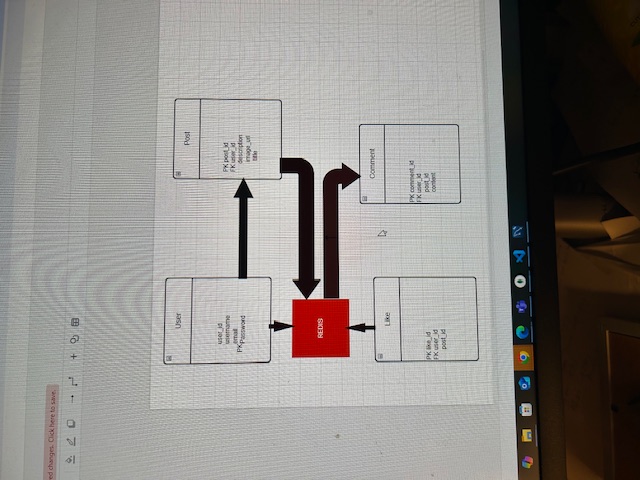 ed changes. Click here to save.
User
Post
user_id
username
email
PK Password
PK post_id
FK user_id
description
image_url
title
REDIS
Like
Comment
PK like_id
FK user_id
post_id
PK comment_id
FK user_id
post_id
content